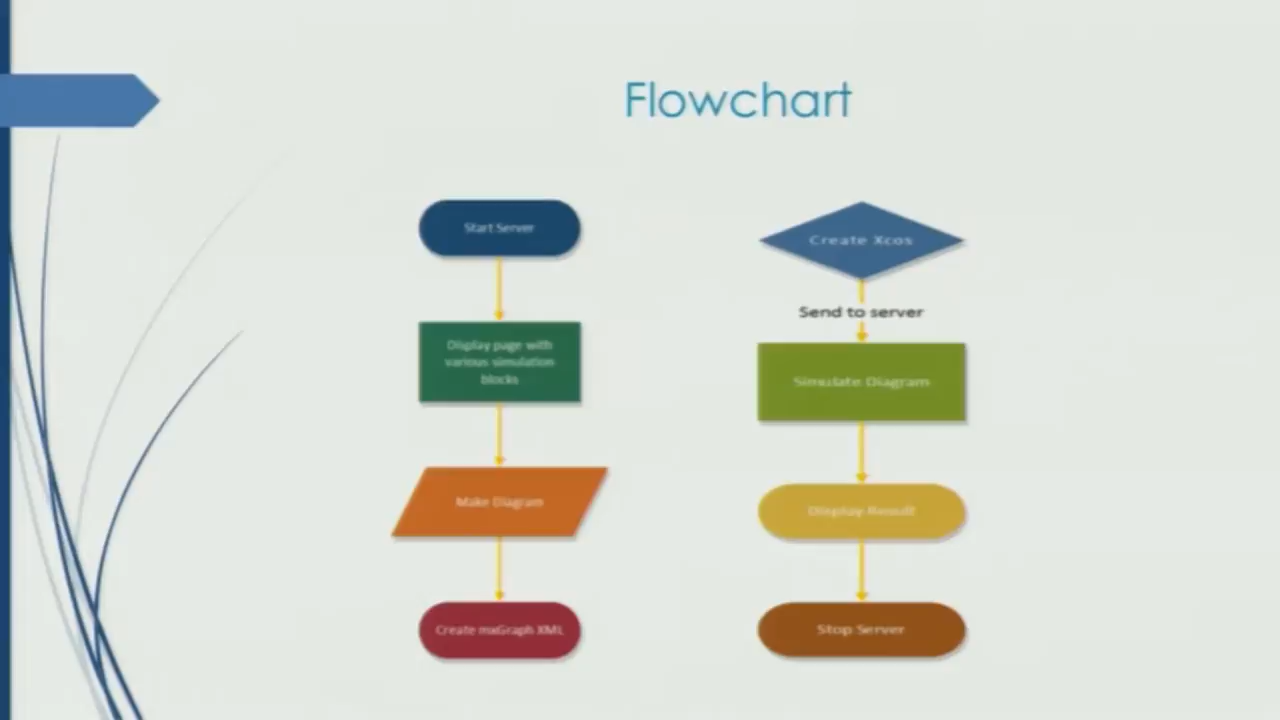 Flowchart
Start Server
Display page with
various simulation
blocks
Make Diagram
Create mxGraph XML
Create Xcos
Send to server
Simulate Diagram
Display Result
Stop Server